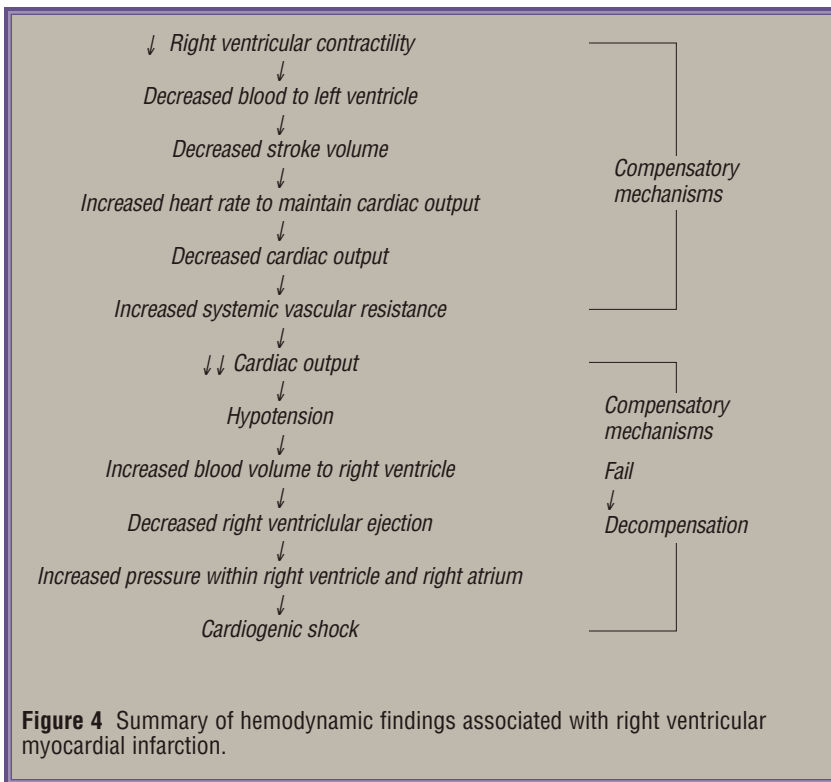 ↓ Right ventricular contractility
↓
Decreased blood to left ventricle
↓
Decreased stroke volume
↓
Increased heart rate to maintain cardiac output
↓
Decreased cardiac output
↓
Increased systemic vascular resistance
↓
↓↓ Cardiac output
↓
Hypotension
↓
Increased blood volume to right ventricle
↓
Decreased right ventriclular ejection
↓
Increased pressure within right ventricle and right atrium
↓
Cardiogenic shock
Compensatory
mechanisms
Compensatory
mechanisms
Fail
↓
Decompensation
Figure 4 Summary of hemodynamic findings associated with right ventricular
myocardial infarction.